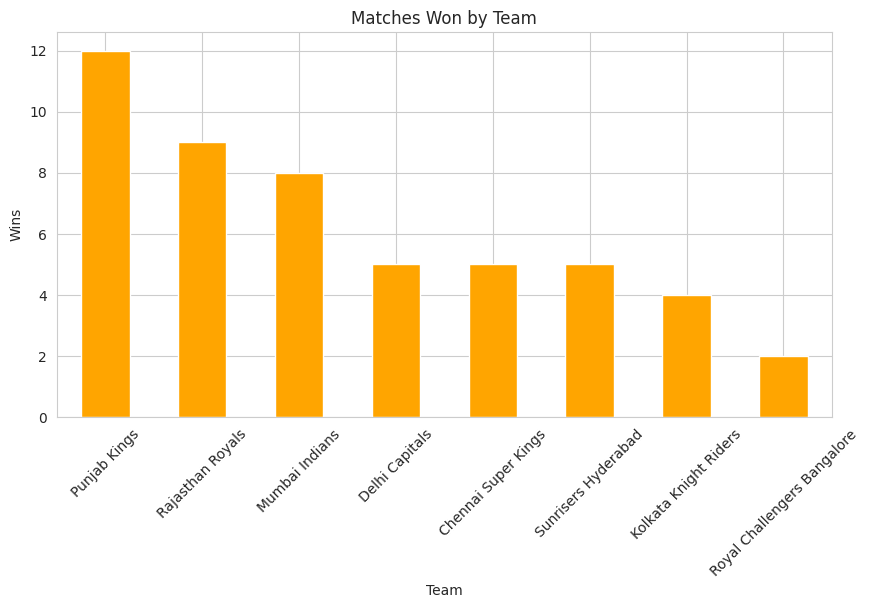 Matches Won by Team
12
10
8
6
4
2
0
Wins
Punjab Kings
Rajasthan Royals
Mumbai Indians
Delhi Capitals
Chennai Super Kings
Sunrisers Hyderabad
Kolkata Knight Riders
Royal Challengers Bangalore
Team